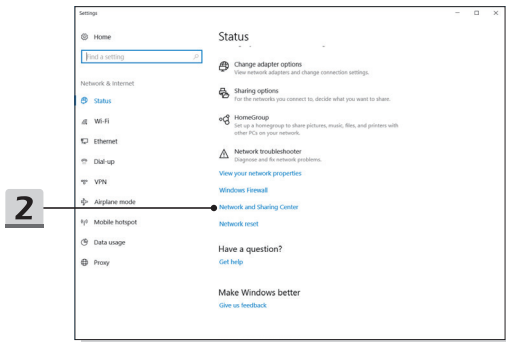 Settings
Home
Find a setting
Network & Internet
Status
Wi-Fi
Ethernet
Dial-up
VPN
Airplane mode
Mobile hotspot
Data usage
Proxy
2
Status
Change adapter options
View network adapters and change connection settings.
Sharing options
For the networks you connect to, decide what you want to share.
HomeGroup
Set up a homegroup to share pictures, music, files, and printers with
other PCs on your network.
Network troubleshooter
Diagnose and fix network problems.
View your network properties
Windows Firewall
Network and Sharing Center
Network reset
Have a question?
Get help
Make Windows better
Give us feedback